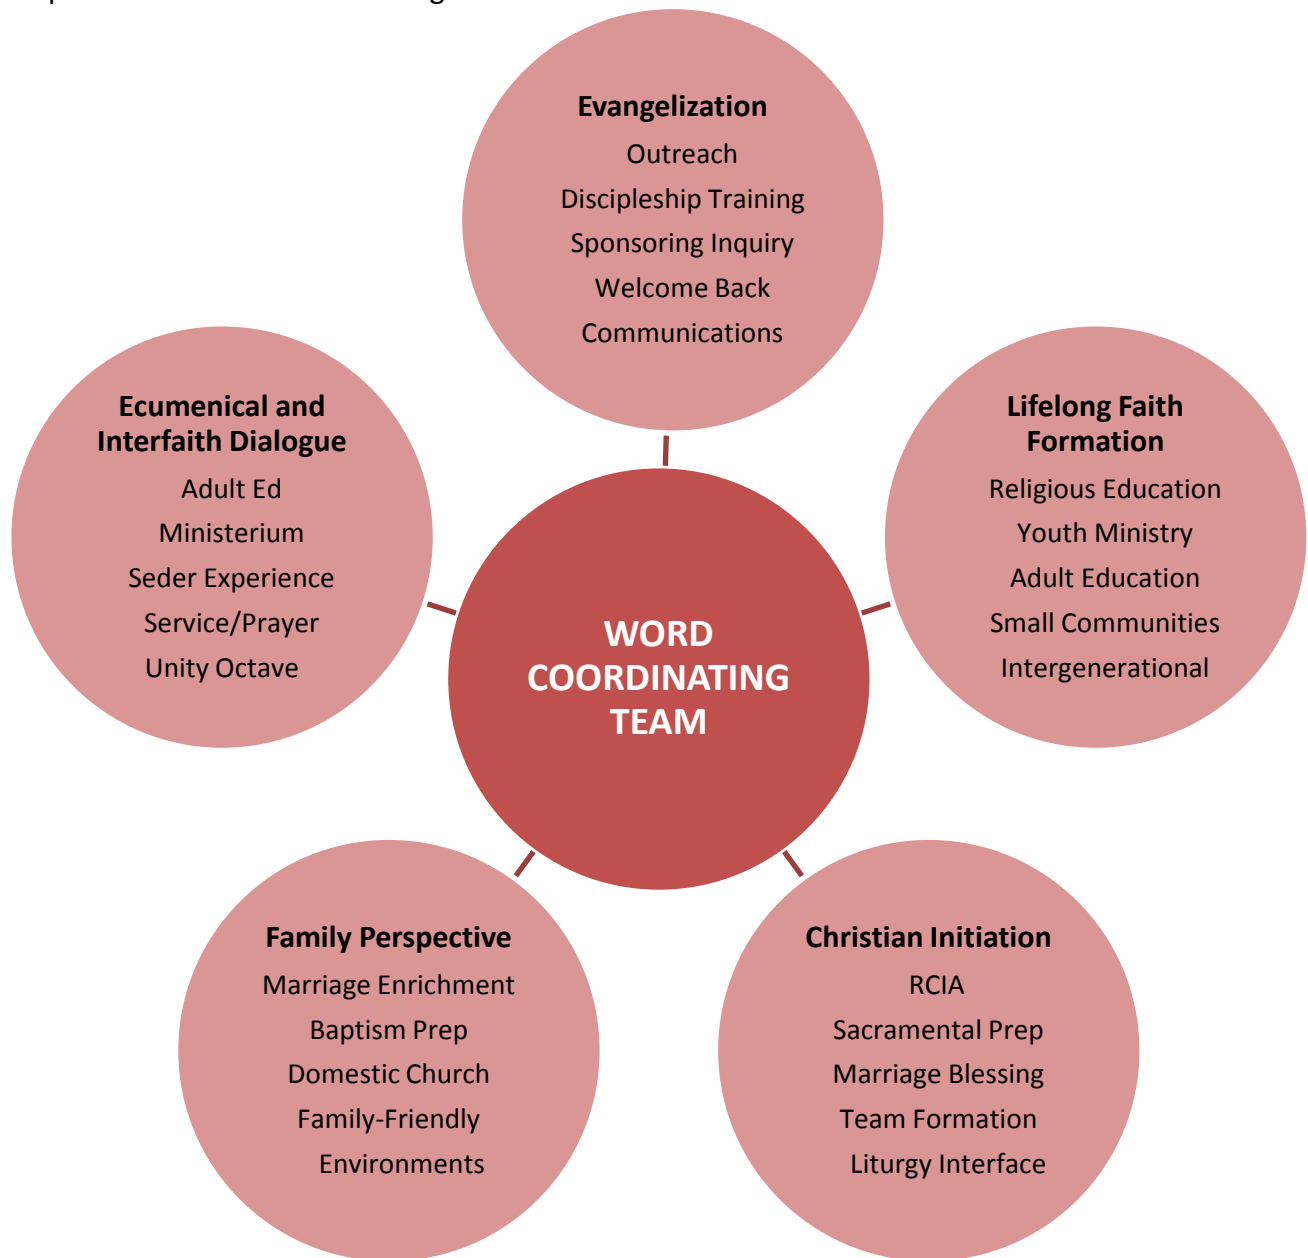 Evangelization
Outreach
Discipleship Training
Sponsoring Inquiry
Welcome Back
Communications
Ecumenical and
Interfaith Dialogue
Adult Ed
Ministerium
Seder Experience
Service/Prayer
Unity Octave
Lifelong Faith
Formation
Religious Education
Youth Ministry
Adult Education
Small Communities
Intergenerational
WORD
COORDINATING
TEAM
Family Perspective
Marriage Enrichment
Baptism Prep
Domestic Church
Family-Friendly
Environments
Christian Initiation
RCIA
Sacramental Prep
Marriage Blessing
Team Formation
Liturgy Interface